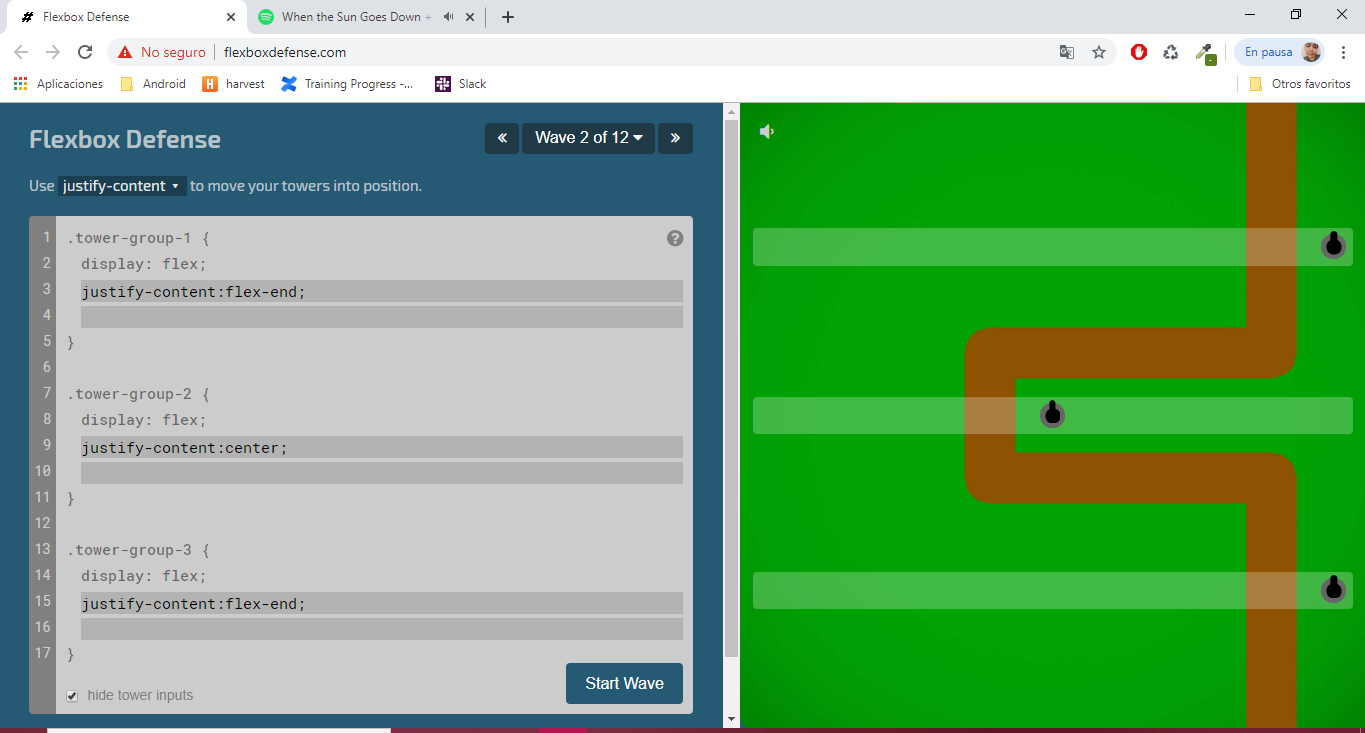 Flexbox Defense
When the Sun Goes Down
No seguro
flexboxdefense.com
En pausa
Aplicaciones
Android
H
harvest
Training Progress -...
Slack
Otros favoritos
Flexbox Defense
« Wave 2 of 12 »
Use justify-content to move your towers into position.
1 .tower-group-1 { ?
2 display: flex;
3 justify-content:flex-end;
4
5 }
6
7 .tower-group-2 {
8 display: flex;
9 justify-content:center;
10
11 }
12
13 .tower-group-3 {
14 display: flex;
15 justify-content:flex-end;
16
17 }
hide tower inputs
Start Wave